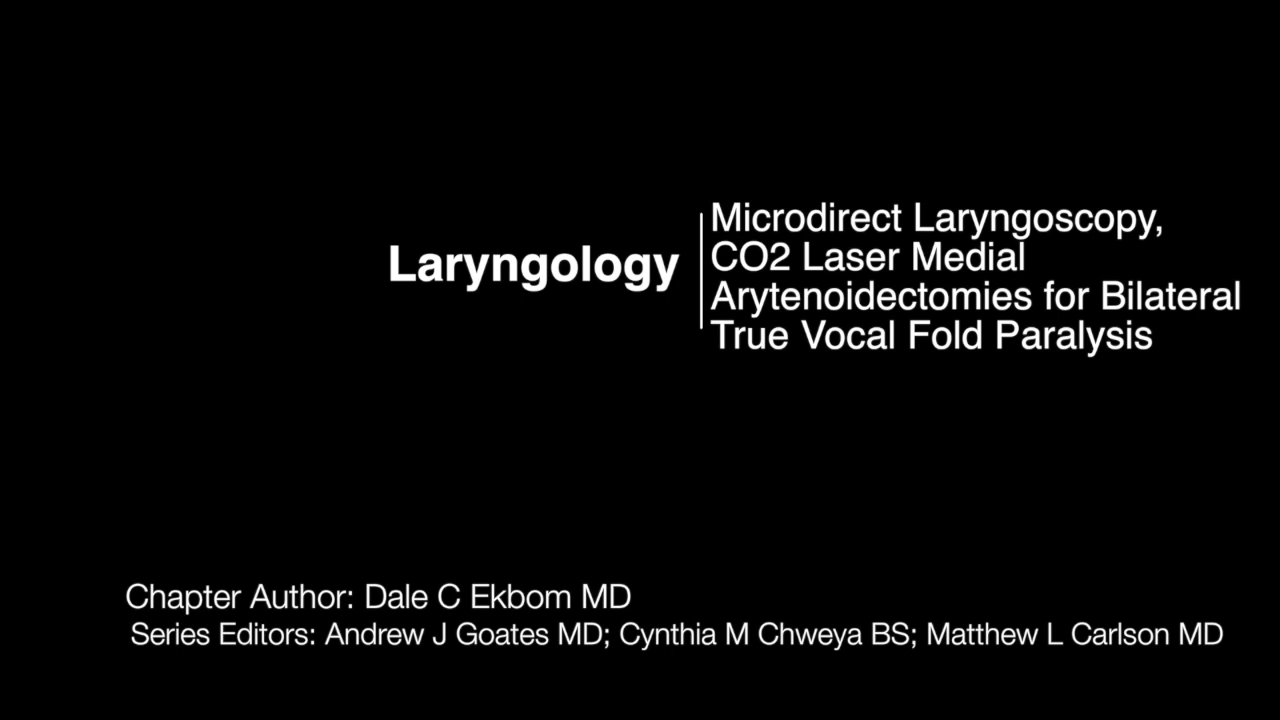 Laryngology
Microdirect Laryngoscopy,
CO2 Laser Medial
Arytenoidectomies for Bilateral
True Vocal Fold Paralysis
Chapter Author: Dale C Ekbom MD
Series Editors: Andrew J Goates MD; Cynthia M Chweya BS; Matthew L Carlson MD